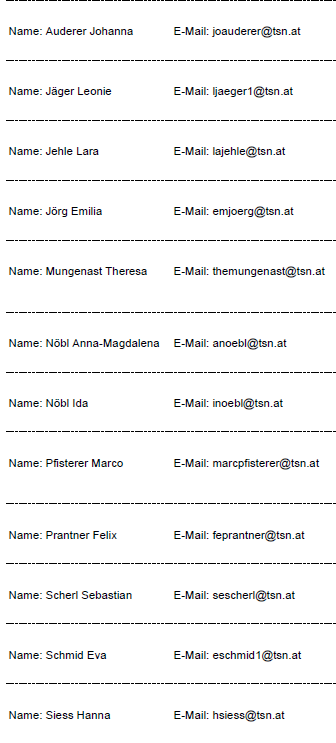 Name: Auderer Johanna E-Mail: joauderer@tsn.at
Name: Jäger Leonie E-Mail: ljaeger1@tsn.at
Name: Jehle Lara E-Mail: lajehle@tsn.at
Name: Jörg Emilia E-Mail: emjoerg@tsn.at
Name: Mungenast Theresa E-Mail: themungenast@tsn.at
Name: Nöbl Anna-Magdalena E-Mail: anoebl@tsn.at
Name: Nöbl Ida E-Mail: inoebl@tsn.at
Name: Pfisterer Marco E-Mail: marcpfisterer@tsn.at
Name: Prantner Felix E-Mail: feprantner@tsn.at
Name: Scherl Sebastian E-Mail: sescherl@tsn.at
Name: Schmid Eva E-Mail: eschmid1@tsn.at
Name: Siess Hanna E-Mail: hsiess@tsn.at